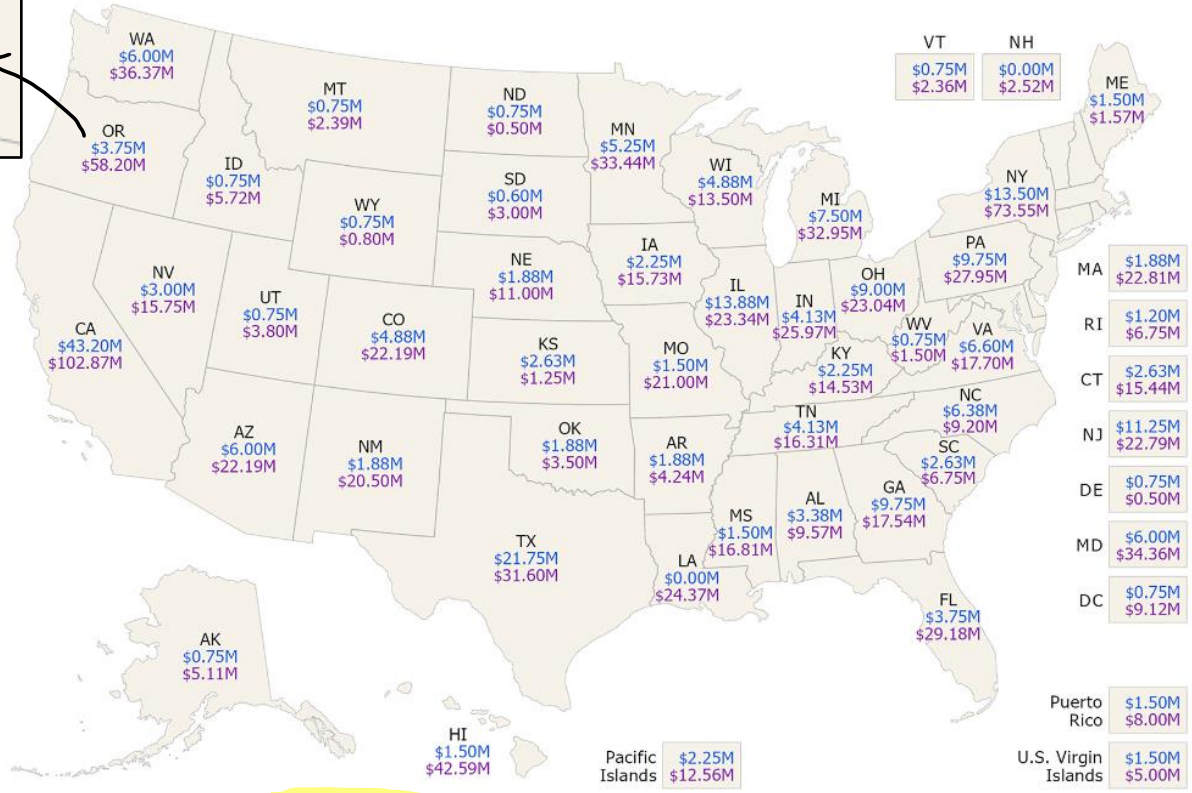 WA
$6.00M
$36.37M
OR
$3.75M
$58.20M
CA
$43.20M
$102.87M
NV
$3.00M
$15.75M
ID
$0.75M
$5.72M
MT
$0.75M
$2.39M
WY
$0.75M
$0.80M
UT
$0.75M
$3.80M
CO
$4.88M
$22.19M
AZ
$6.00M
$22.19M
NM
$1.88M
$20.50M
ND
$0.75M
$0.50M
SD
$0.60M
$3.00M
NE
$1.88M
$11.00M
KS
$2.63M
$1.25M
OK
$1.88M
$3.50M
TX
$21.75M
$31.60M
MN
$5.25M
$33.44M
IA
$2.25M
$15.73M
MO
$1.50M
$21.00M
AR
$1.88M
$4.24M
LA
$0.00M
$24.37M
WI
$4.88M
$13.50M
IL
$13.88M
$23.34M
MI
$7.50M
$32.95M
IN
$4.13M
$25.97M
OH
$9.00M
$23.04M
KY
$2.25M
$14.53M
TN
$4.13M
$16.31M
MS
$1.50M
$16.81M
AL
$3.38M
$9.57M
GA
$9.75M
$17.54M
FL
$3.75M
$29.18M
SC
$2.63M
$6.75M
NC
$6.38M
$9.20M
VA
$6.60M
$17.70M
WV
$0.75M
$1.50M
PA
$9.75M
$27.95M
NY
$13.50M
$73.55M
VT
$0.75M
$2.36M
NH
$0.00M
$2.52M
ME
$1.50M
$1.57M
MA
$1.88M
$22.81M
RI
$1.20M
$6.75M
CT
$2.63M
$15.44M
NJ
$11.25M
$22.79M
DE
$0.75M
$0.50M
MD
$6.00M
$34.36M
DC
$0.75M
$9.12M
AK
$0.75M
$5.11M
HI
$1.50M
$42.59M
Pacific
Islands
$2.25M
$12.56M
Puerto
Rico
$1.50M
$8.00M
U.S. Virgin
Islands
$1.50M
$5.00M